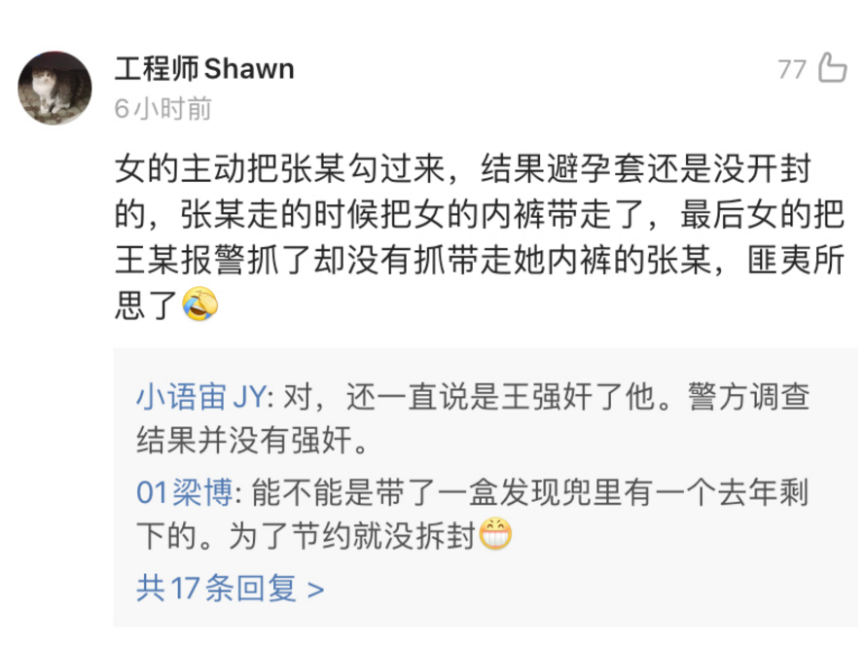 工程师Shawn
77
6小时前
女的主动把张某勾过来，结果避孕套还是没开封
的，张某走的时候把女的内裤带走了，最后女的把
王某报警抓了却没有抓带走她内裤的张某，匪夷所
思了🤣
小语宙JY: 对，还一直说是王强奸了他。警方调查
结果并没有强奸。
01梁博: 能不能是带了一盒发现兜里有一个去年剩
下的。为了节约就没拆封😁
共17条回复 >